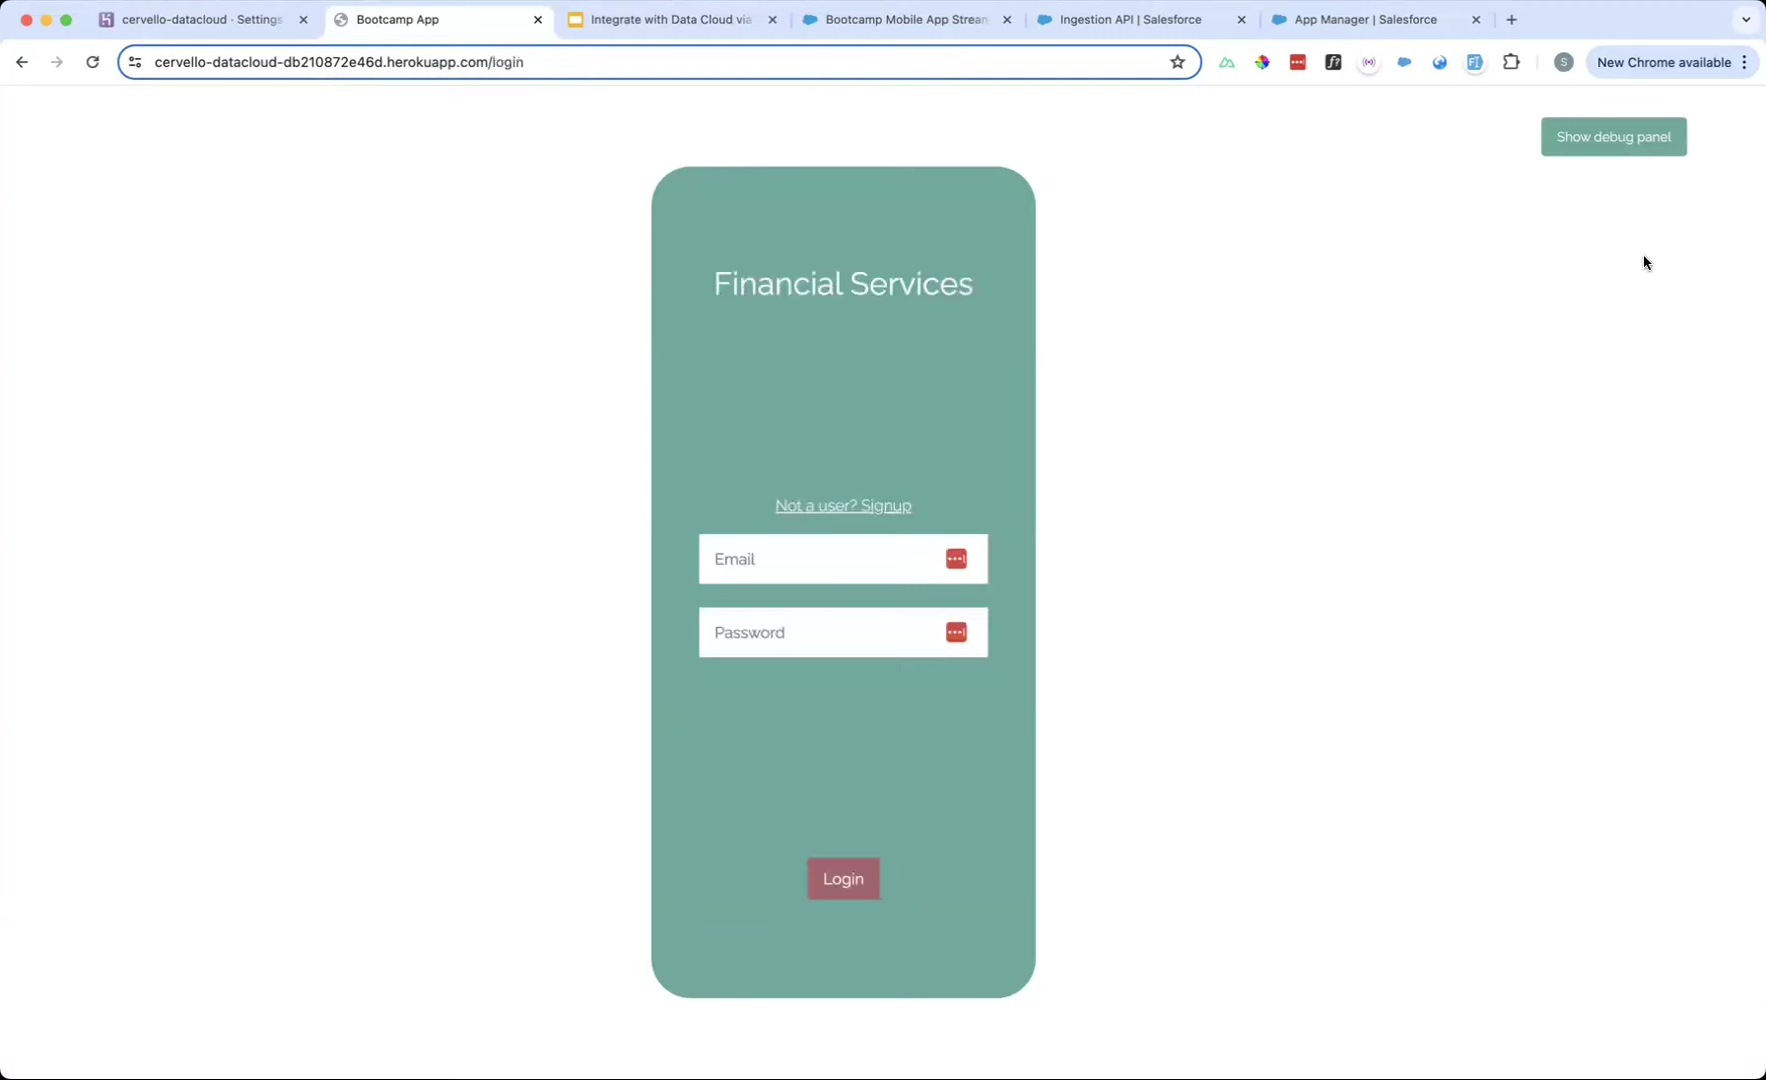 cervello-datacloud · Settings
Bootcamp App
Integrate with Data Cloud via
Bootcamp Mobile App Stream
Ingestion API | Salesforce
App Manager | Salesforce
cervello-datacloud-db210872e46d.herokuapp.com/login
f?
S
New Chrome available
Show debug panel
Financial Services
Not a user? Signup
Email
Password
Login